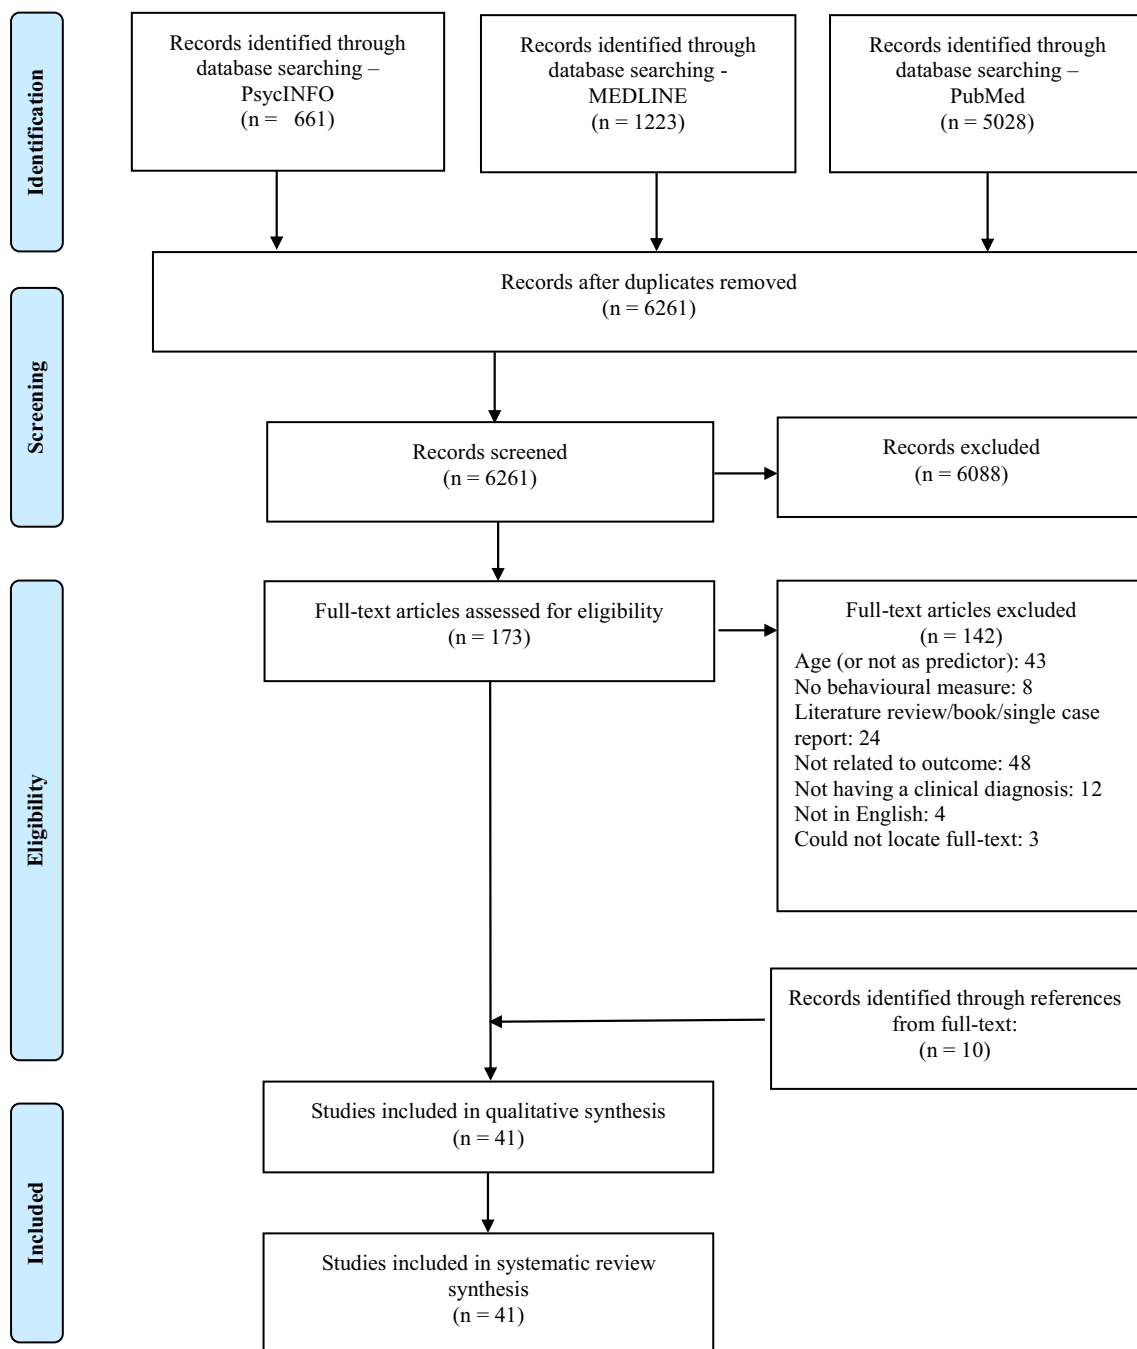 Identification
Records identified through
database searching –
PsycINFO
(n =   661)
Records identified through
database searching -
MEDLINE
(n = 1223)
Records identified through
database searching –
PubMed
(n = 5028)
Records after duplicates removed
(n = 6261)
Screening
Records screened
(n = 6261)
Records excluded
(n = 6088)
Eligibility
Full-text articles assessed for eligibility
(n = 173)
Full-text articles excluded
(n = 142)
Age (or not as predictor): 43
No behavioural measure: 8
Literature review/book/single case
report: 24
Not related to outcome: 48
Not having a clinical diagnosis: 12
Not in English: 4
Could not locate full-text: 3
Records identified through references
from full-text:
(n = 10)
Included
Studies included in qualitative synthesis
(n = 41)
Studies included in systematic review
synthesis
(n = 41)